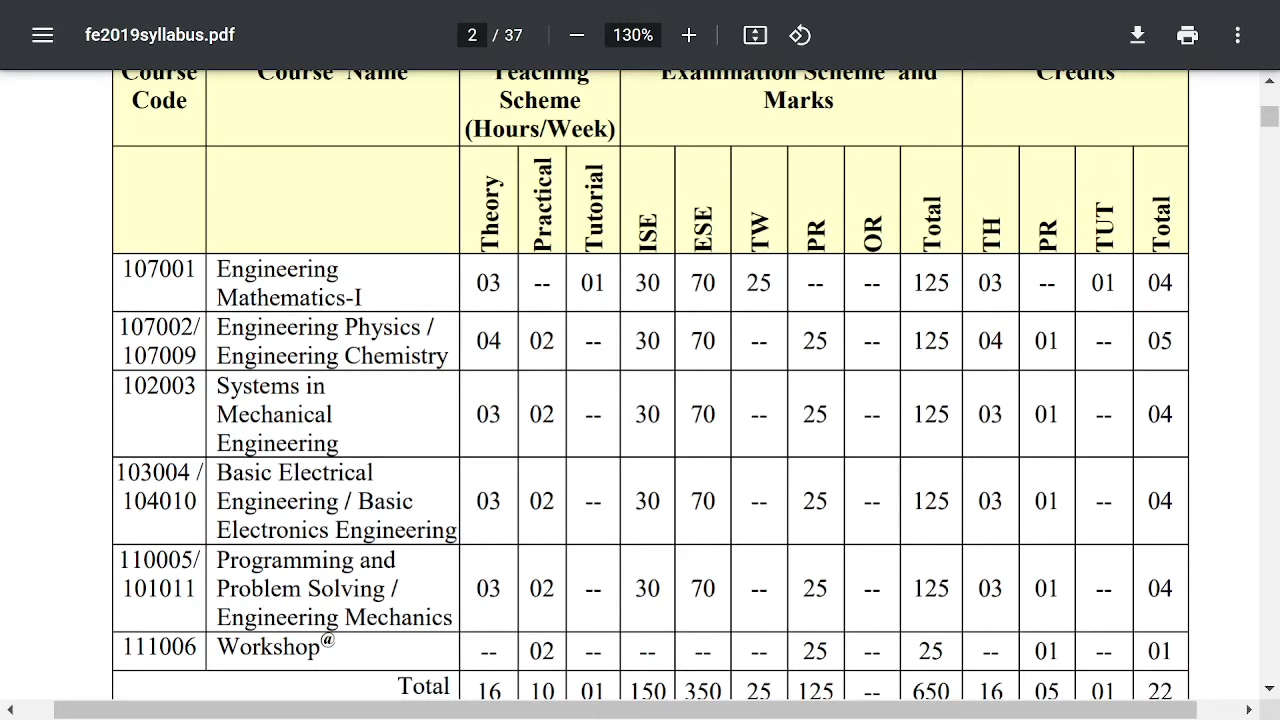 fe2019syllabus.pdf 2 / 37 130%
Course Course Name Teaching Examination Scheme and Credits
Code Scheme Marks
(Hours/Week)
Theory Practical Tutorial ISE ESE TW PR OR Total TH PR TUT Total
107001 Engineering
Mathematics-I 03 -- 01 30 70 25 -- -- 125 03 -- 01 04
107002/ Engineering Physics /
107009 Engineering Chemistry 04 02 -- 30 70 -- 25 -- 125 04 01 -- 05
102003 Systems in
Mechanical 03 02 -- 30 70 -- 25 -- 125 03 01 -- 04
Engineering
103004 / Basic Electrical
104010 Engineering / Basic 03 02 -- 30 70 -- 25 -- 125 03 01 -- 04
Electronics Engineering
110005/ Programming and
101011 Problem Solving / 03 02 -- 30 70 -- 25 -- 125 03 01 -- 04
Engineering Mechanics
111006 Workshop@ -- 02 -- -- -- -- 25 -- 25 -- 01 -- 01
Total 16 10 01 150 350 25 125 -- 650 16 05 01 22